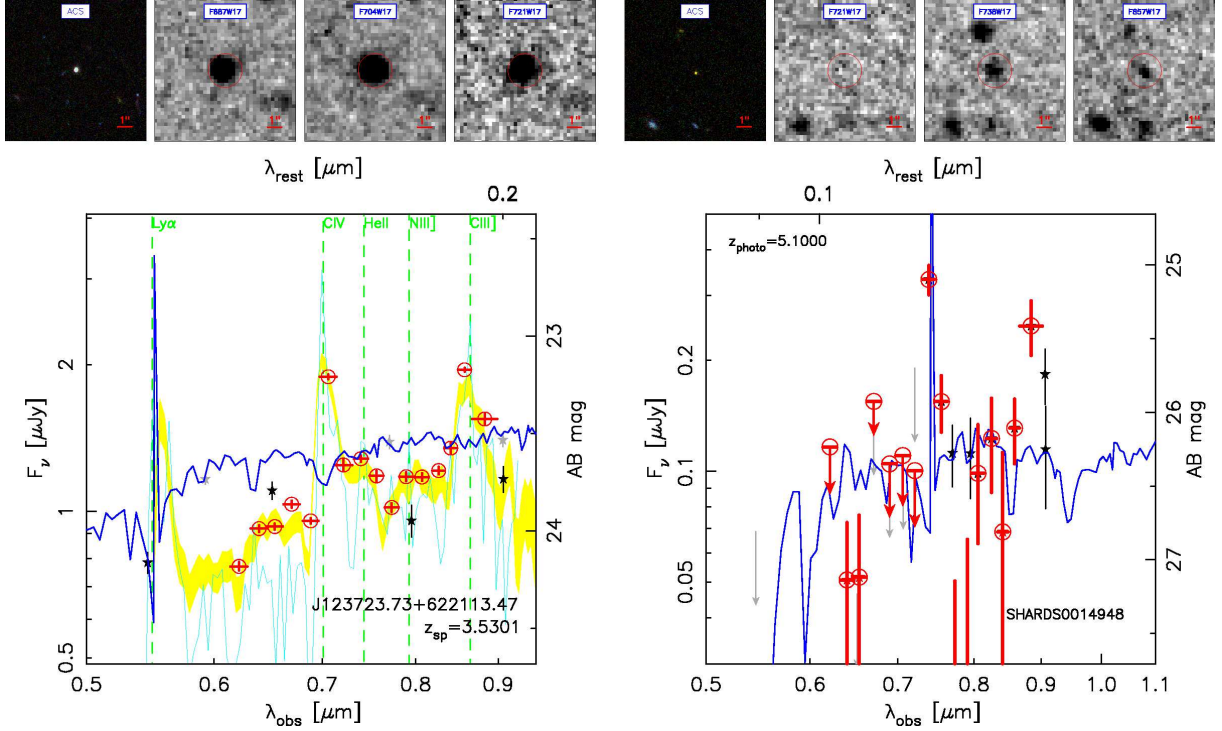 ACS
F687W17
F704W17
F721W17
1"
1"
1"
1"
λrest [μm]
0.2
Lyα
CIV
HeII
NIII]
CIII]
2
1
0.5
Fν [μJy]
23
24
AB mag
J123723.73+622113.47
zsp=3.5301
0.5
0.6
0.7
0.8
0.9
λobs [μm]
ACS
F721W17
F738W17
F857W17
1"
1"
1"
1"
λrest [μm]
0.1
zphoto=5.1000
0.2
0.1
0.05
Fν [μJy]
25
26
27
AB mag
SHARDS0014948
0.5
0.6
0.7
0.8
0.9
1.0
1.1
λobs [μm]